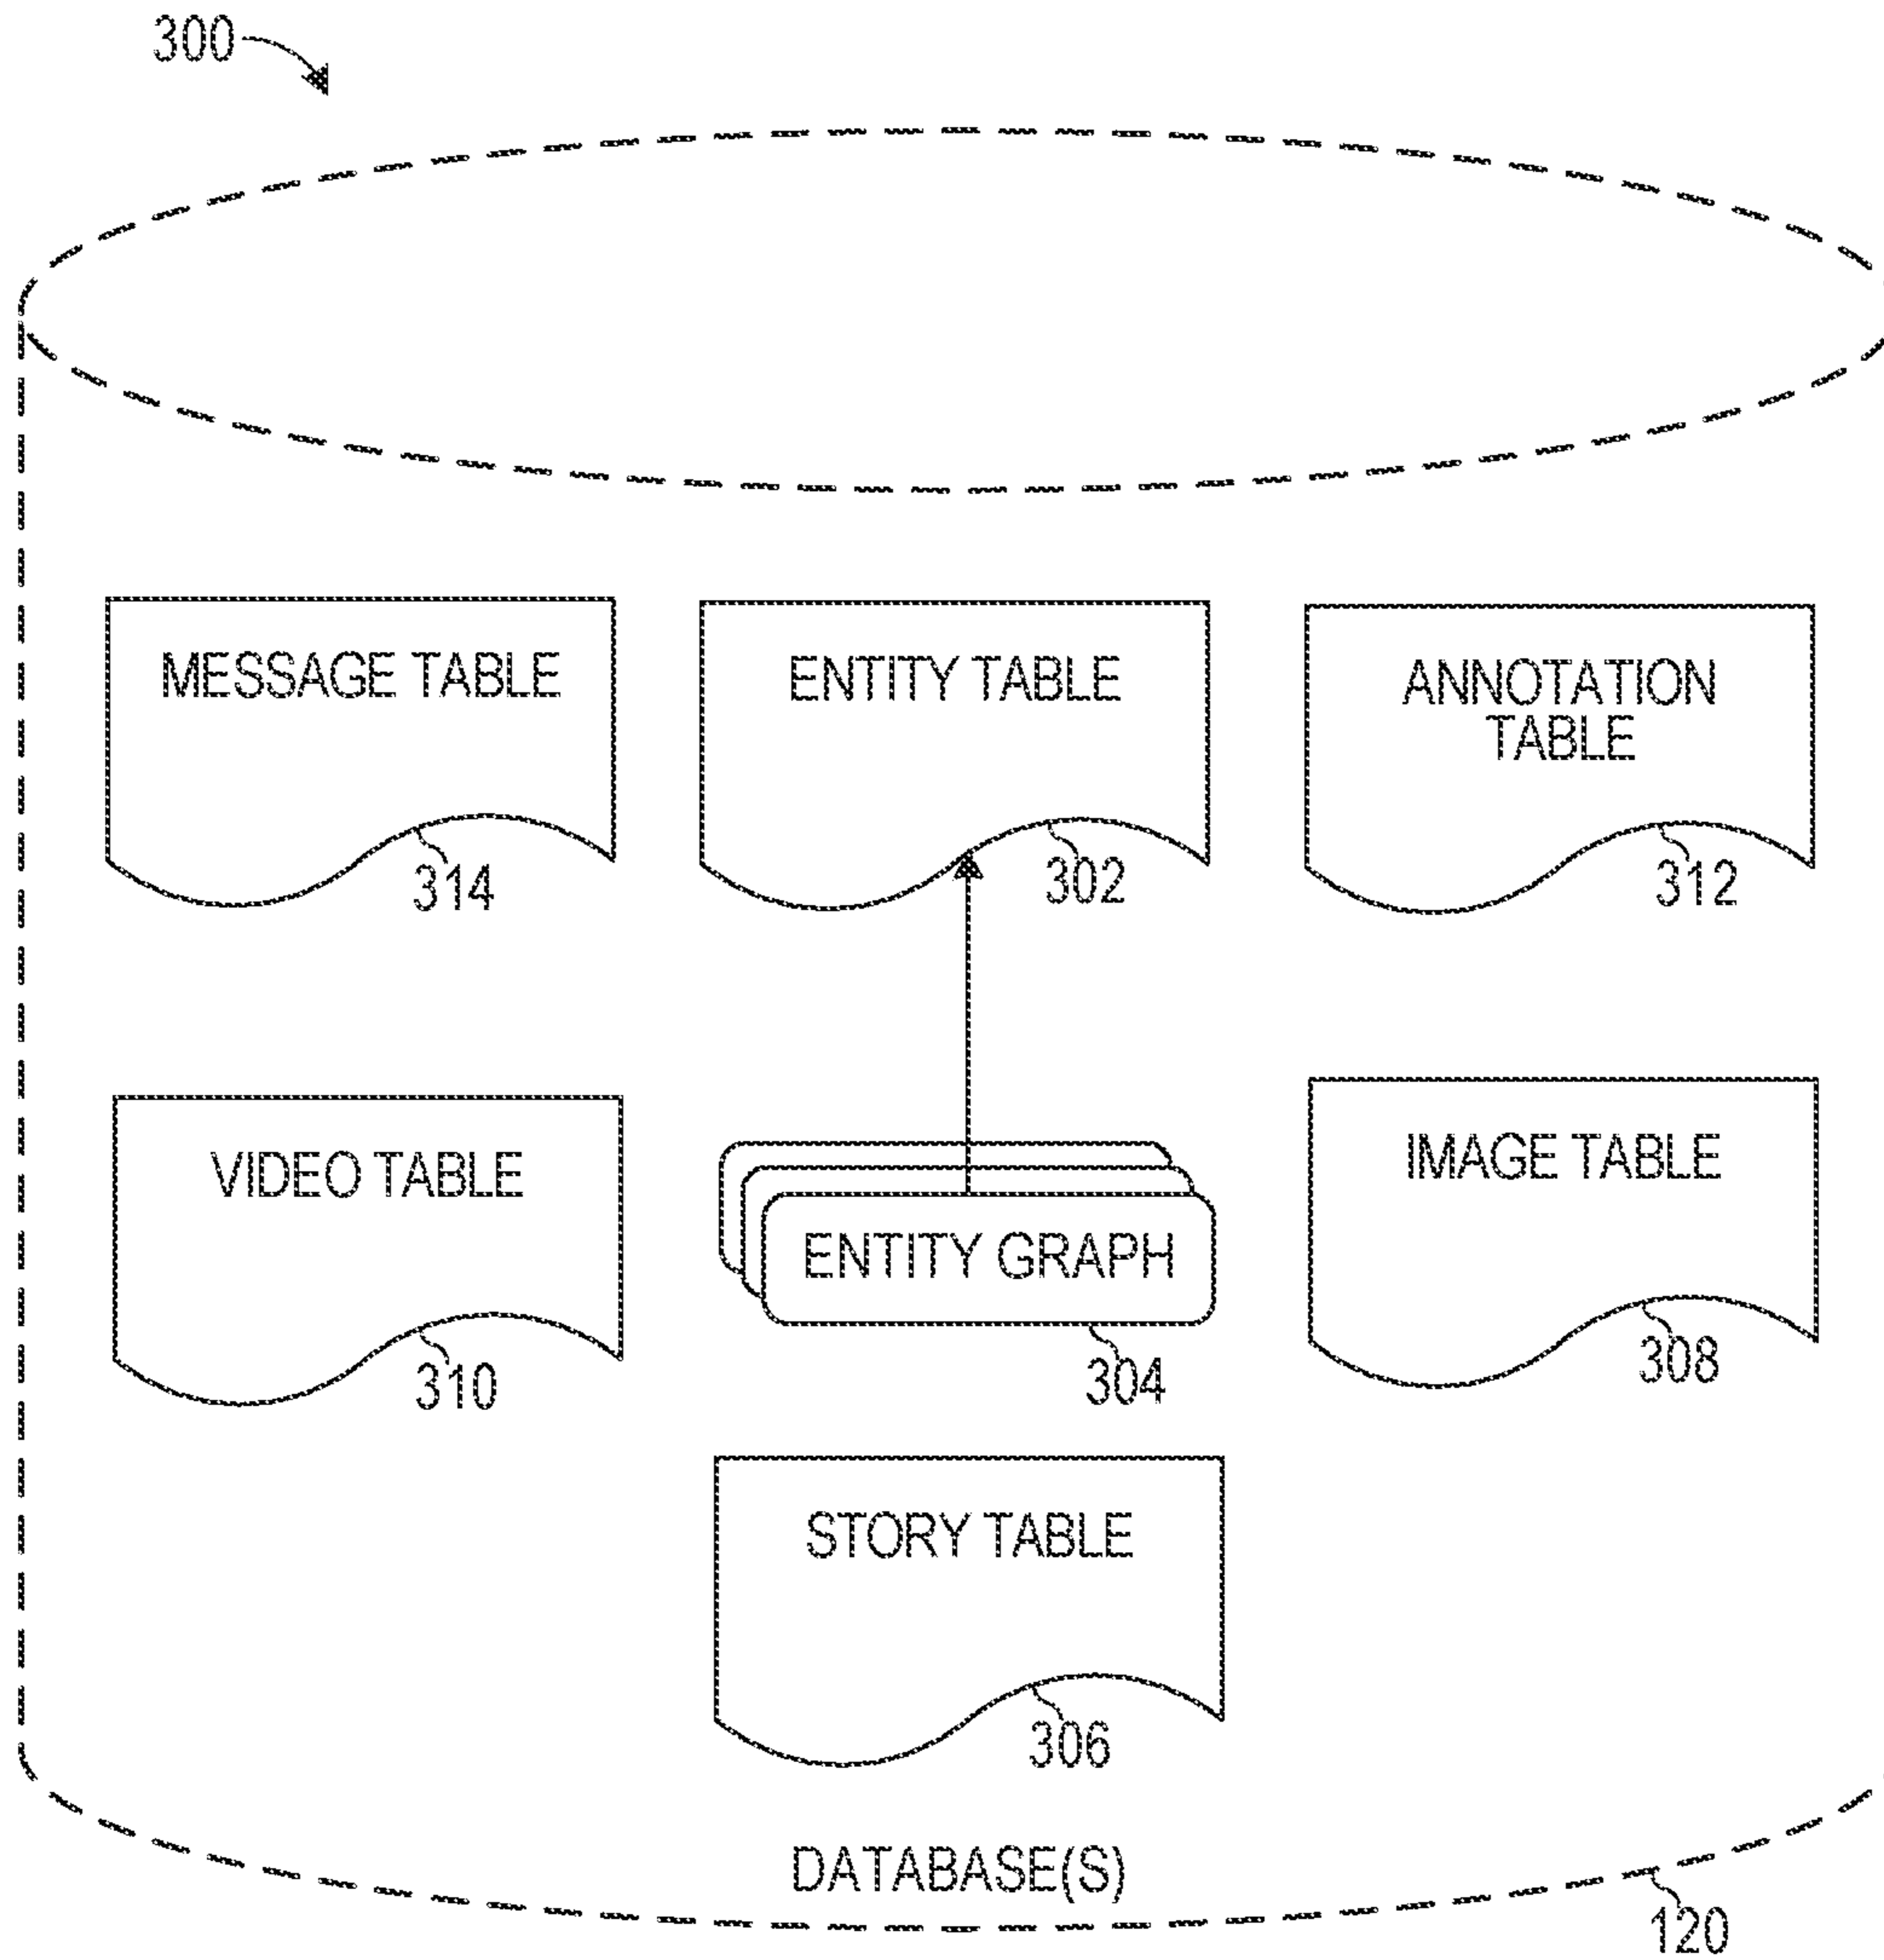 300
MESSAGE TABLE
314
ENTITY TABLE
302
ANNOTATION
TABLE
312
VIDEO TABLE
310
ENTITY GRAPH
304
IMAGE TABLE
308
STORY TABLE
306
DATABASE(S)
120